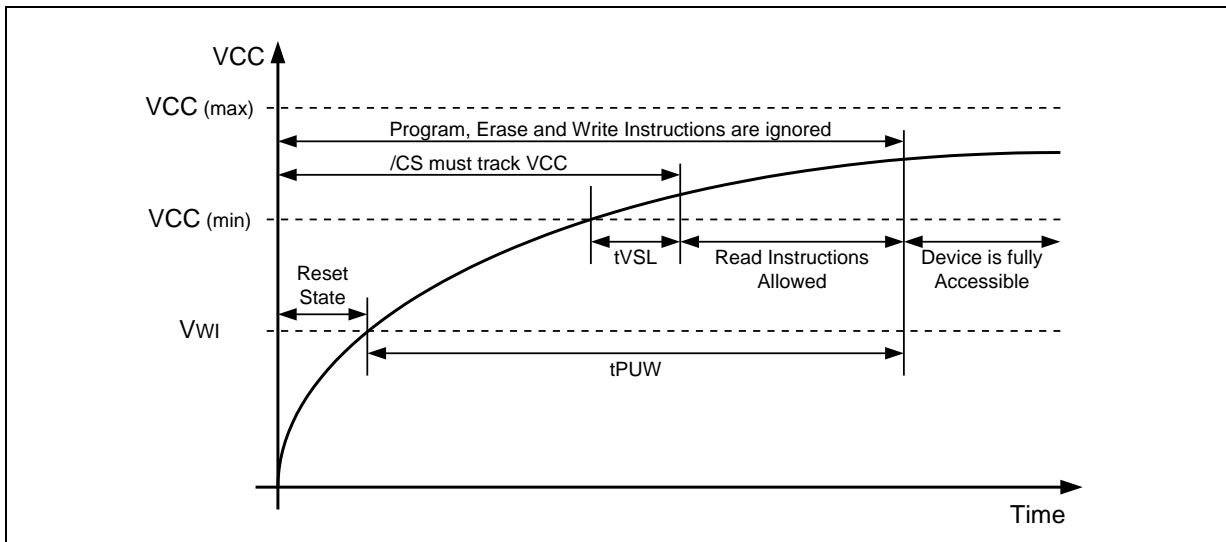 VCC
VCC (max)
Program, Erase and Write Instructions are ignored
/CS must track VCC
VCC (min)
tVSL
Read Instructions
Allowed
Device is fully
Accessible
Reset
State
VWI
tPUW
Time